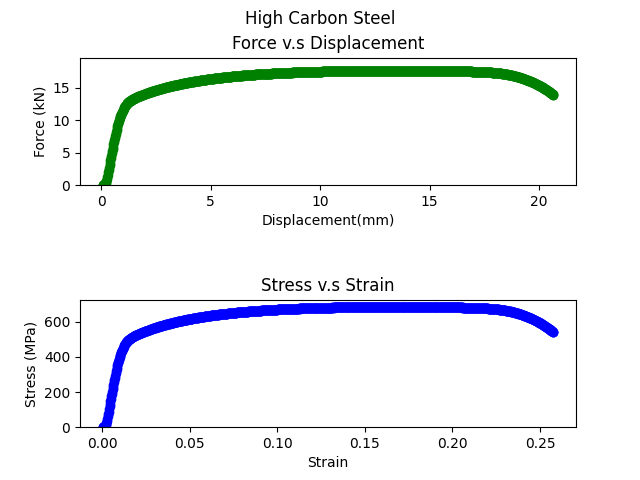 High Carbon Steel
Force v.s Displacement
15
10
5
0
Force (kN)
0 5 10 15 20
Displacement(mm)
Stress v.s Strain
600
400
200
0
Stress (MPa)
0.00 0.05 0.10 0.15 0.20 0.25
Strain